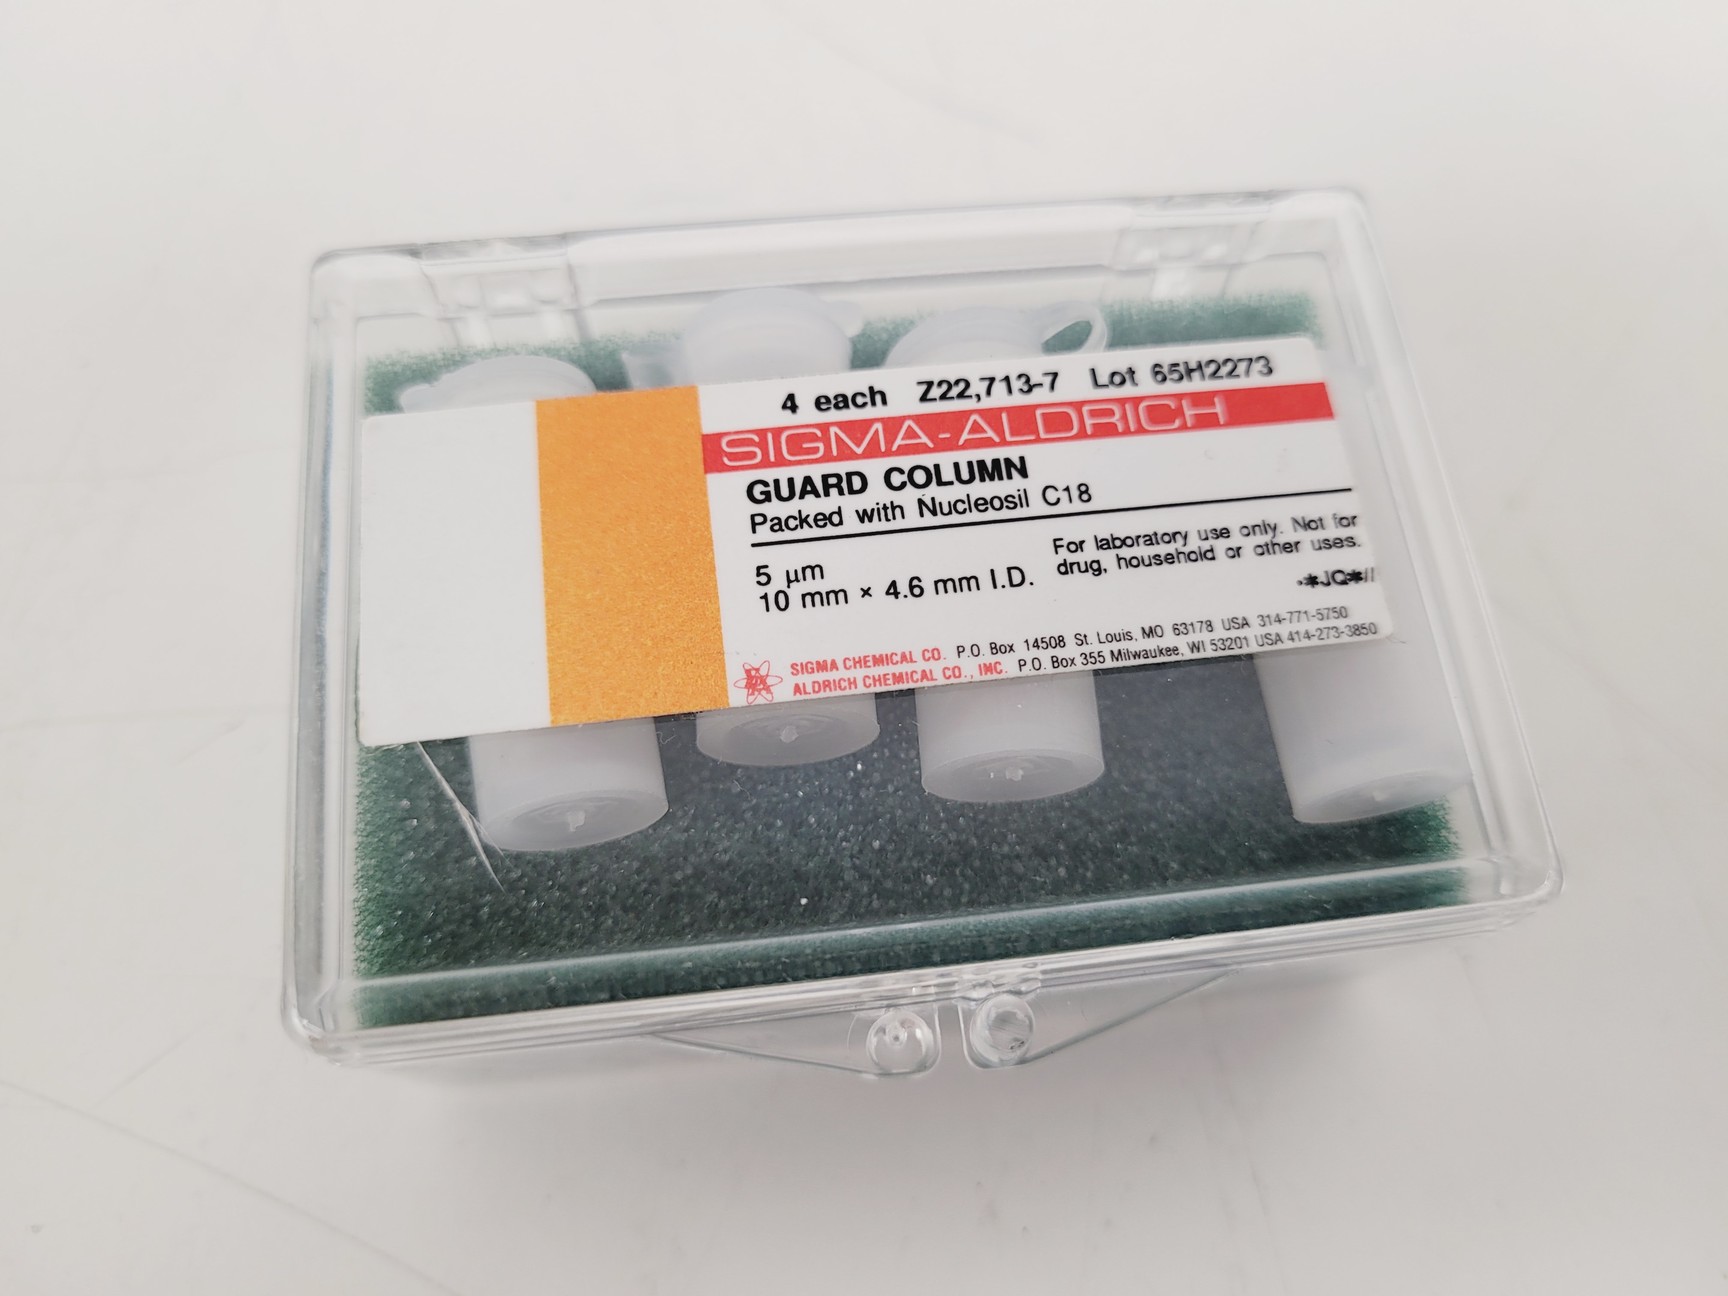 4 each Z22,713-7 Lot 65H2273
SIGMA-ALDRICH
GUARD COLUMN
Packed with Nucleosil C18
5 µm
10 mm × 4.6 mm I.D.
For laboratory use only. Not for
drug, household or other uses.
*JQ*//
SIGMA CHEMICAL CO. P.O. Box 14508 St. Louis, MO 63178 USA 314-771-5750
ALDRICH CHEMICAL CO., INC. P.O. Box 355 Milwaukee, WI 53201 USA 414-273-3850